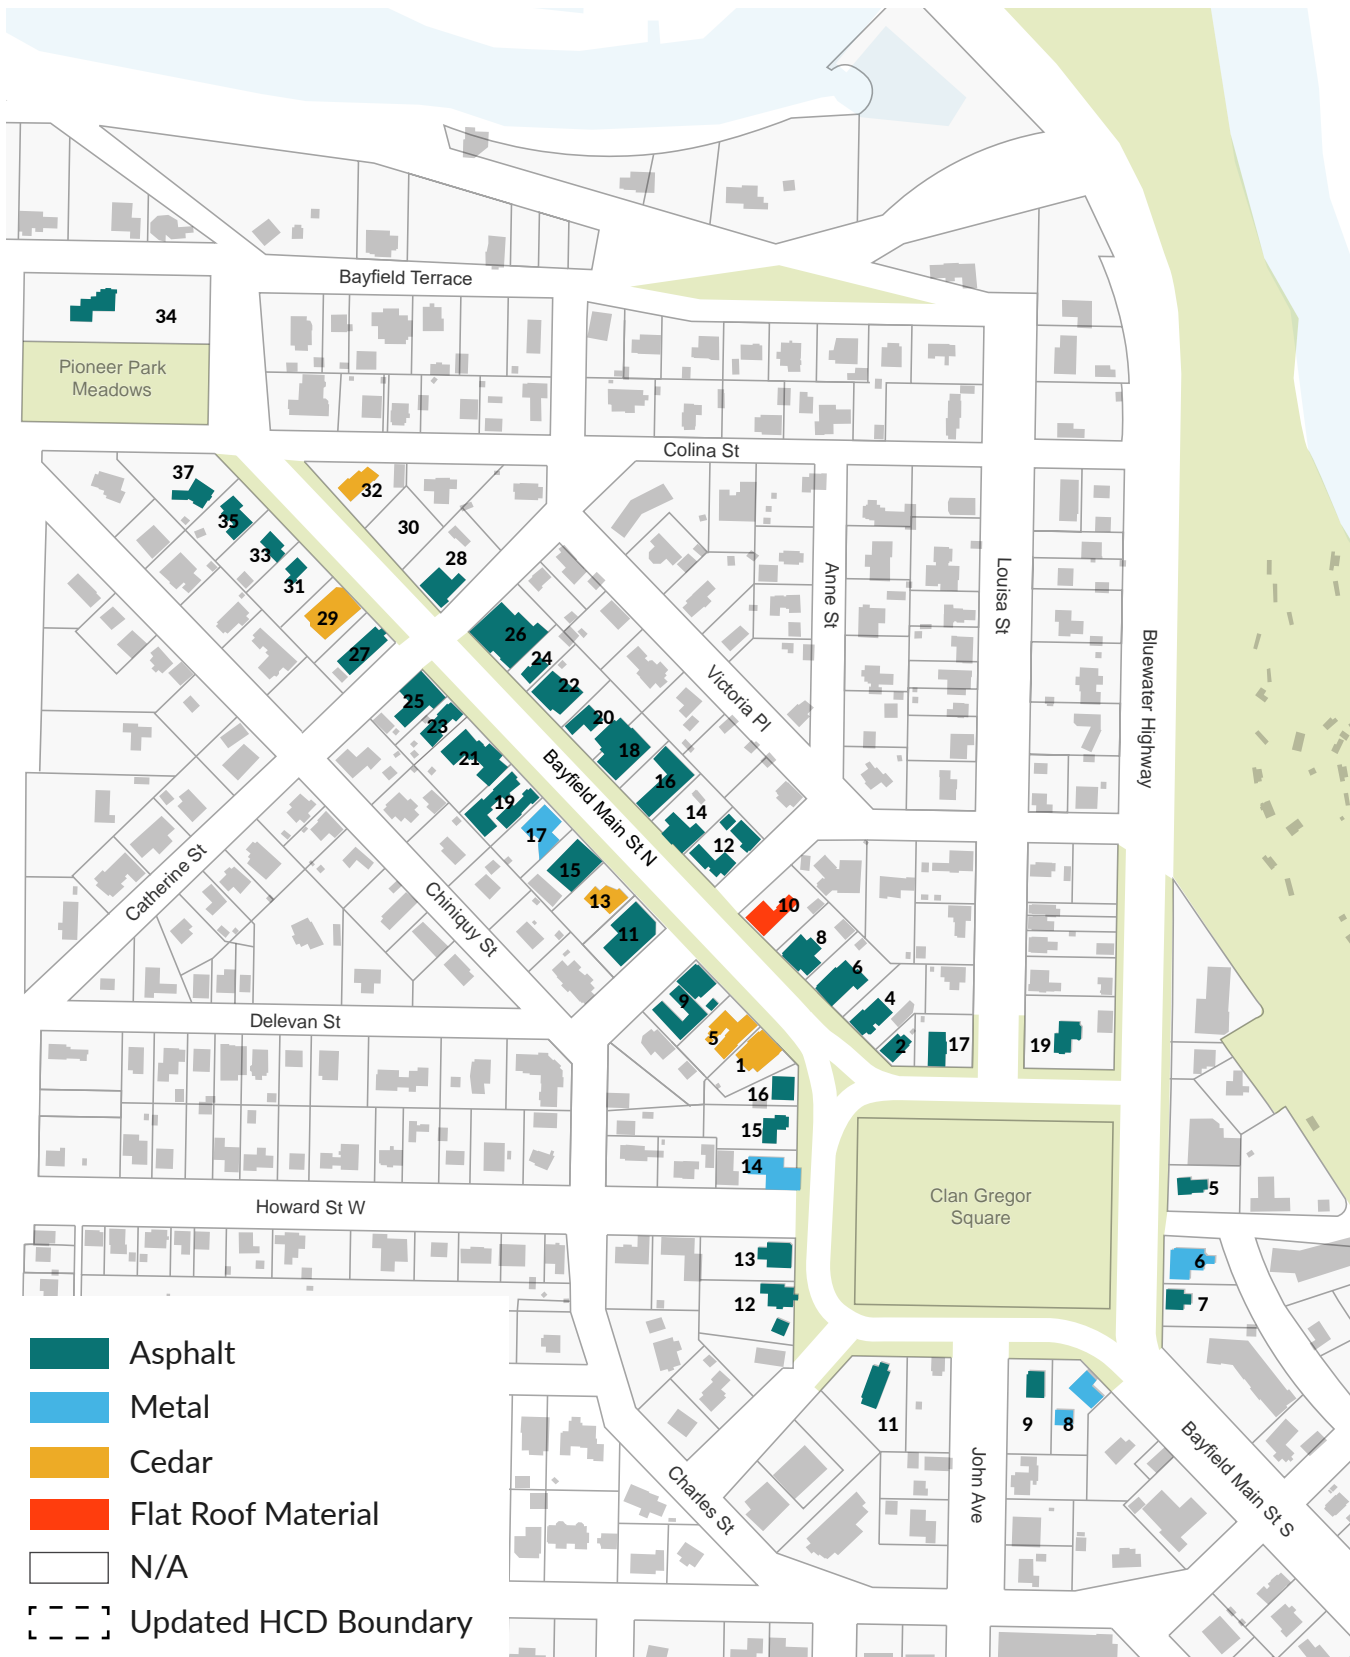 Bayfield Terrace
34
Pioneer Park
Meadows
Colina St
37
32
35
30
33
28
31
29
27
26
24
22
20
18
16
14
12
25
23
21
19
17
15
13
11
Anne St
Louisa St
Bluewater Highway
Victoria Pl
Bayfield Main St N
Catherine St
Chiniquy St
10
8
6
4
2
17
19
9
5
1
Delevan St
16
15
14
Howard St W
Clan Gregor
Square
5
13
12
6
7
11
9
8
John Ave
Charles St
Bayfield Main St S
Asphalt
Metal
Cedar
Flat Roof Material
N/A
Updated HCD Boundary